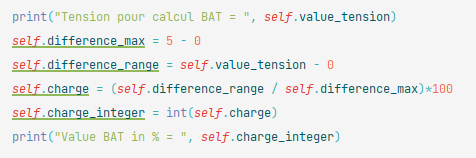 print("Tension pour calcul BAT = ", self.value_tension)
self.difference_max = 5 - 0
self.difference_range = self.value_tension - 0
self.charge = (self.difference_range / self.difference_max)*100
self.charge_integer = int(self.charge)
print("Value BAT in % = ", self.charge_integer)